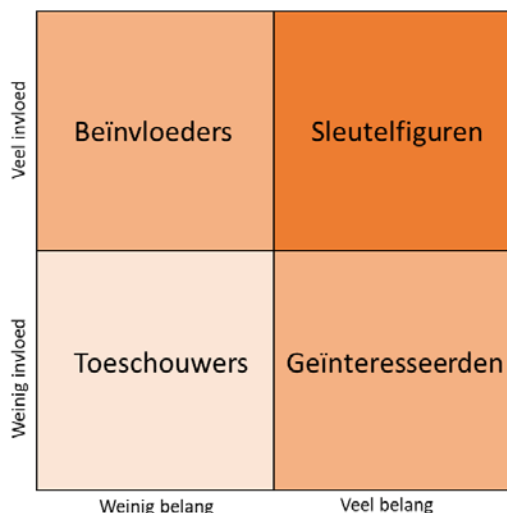 Veel invloed
Beïnvloeders
Sleutelfiguren
Weinig invloed
Toeschouwers
Geïnteresseerden
Weinig belang
Veel belang